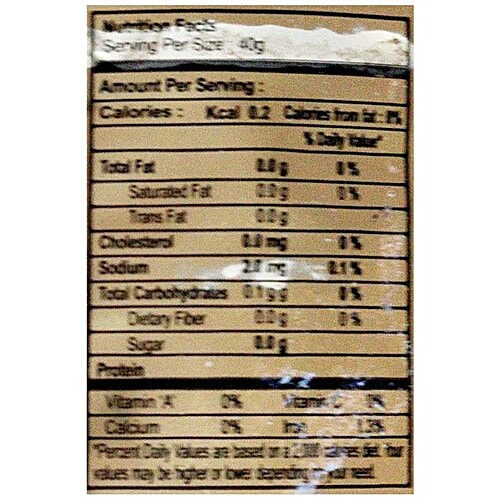 Nutrition Facts
Serving Per Size : 40g
Amount Per Serving :
Calories : Kcal 0.2 Calories from fat : 0%
% Daily Value*
Total Fat 0.0 g 0 %
Saturated Fat 0.0 g 0 %
Trans Fat 0.0 g
Cholesterol 0.0 mg 0 %
Sodium 2.0 mg 0.1 %
Total Carbohydrates 0.1 g 0 %
Dietary Fiber 0.0 g 0 %
Sugar 0.0 g
Protein
Vitamin 'A' 0% Vitamin 0%
Calcium 0% Iron
*Percent Daily Values are based on a 2,000 calories diet. Your
values may be higher or lower depending on your need.